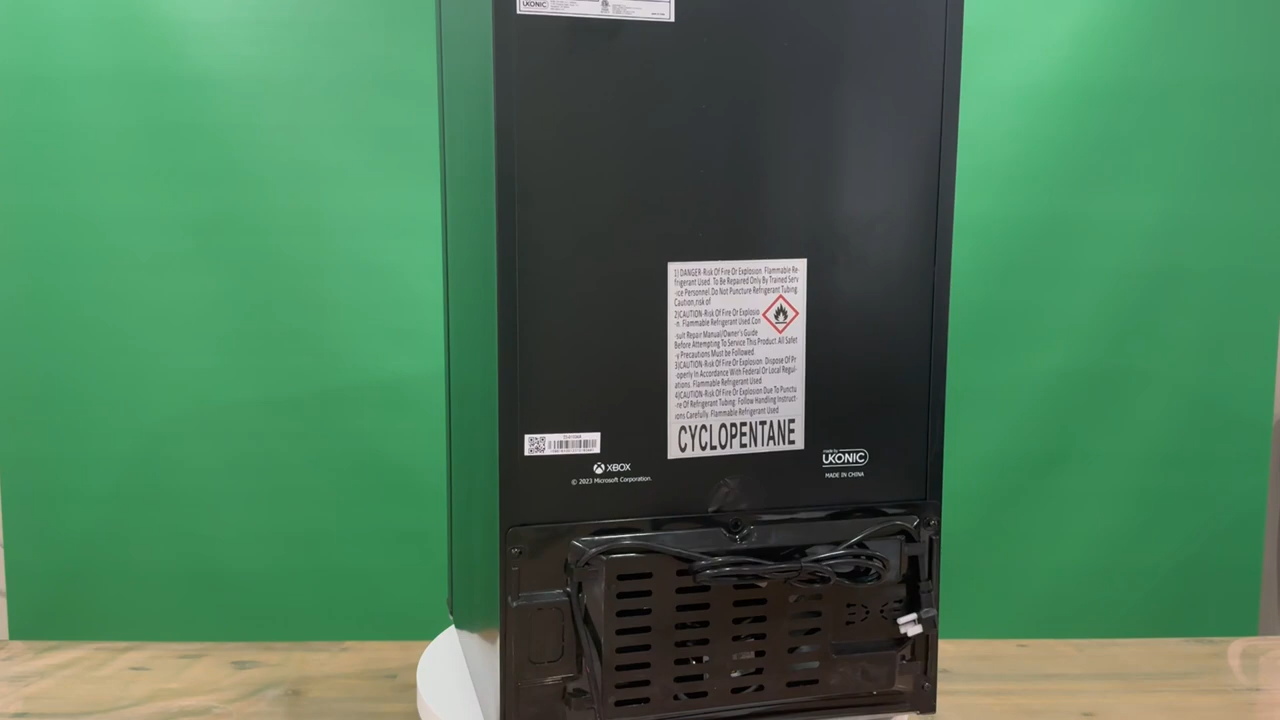 UKONIC
1) DANGER-Risk Of Fire Or Explosion. Flammable Re-
frigerant Used. To Be Repaired Only By Trained Serv
-ice Personnel.Do Not Puncture Refrigerant Tubing.
Caution,risk of
2)CAUTION-Risk Of Fire Or Explosio
-n. Flammable Refrigerant Used.Con
-sult Repair Manual/Owner's Guide
Before Attempting To Service This Product.All Safet
-y Precautions Must be Followed.
3)CAUTION-Risk Of Fire Or Explosion. Dispose Of Pr
-operly In Accordance With Federal Or Local Regul-
ations. Flammable Refrigerant Used.
4)CAUTION-Risk Of Fire Or Explosion Due To Punctu
-re Of Refrigerant Tubing. Follow Handling Instruct-
ions Carefully. Flammable Refrigerant Used
CYCLOPENTANE
XBOX
© 2023 Microsoft Corporation.
made by
UKONIC
MADE IN CHINA